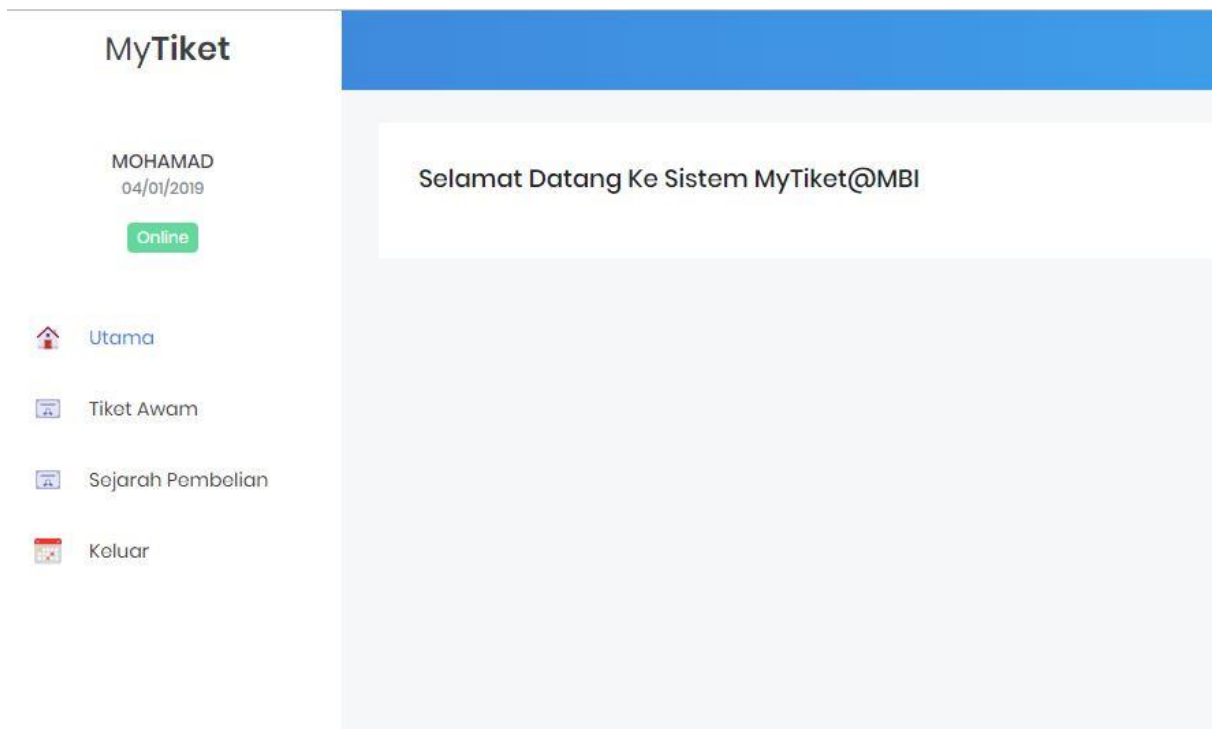 MyTiket
MOHAMAD
04/01/2019
Online
Utama
Tiket Awam
Sejarah Pembelian
Keluar
Selamat Datang Ke Sistem MyTiket@MBI